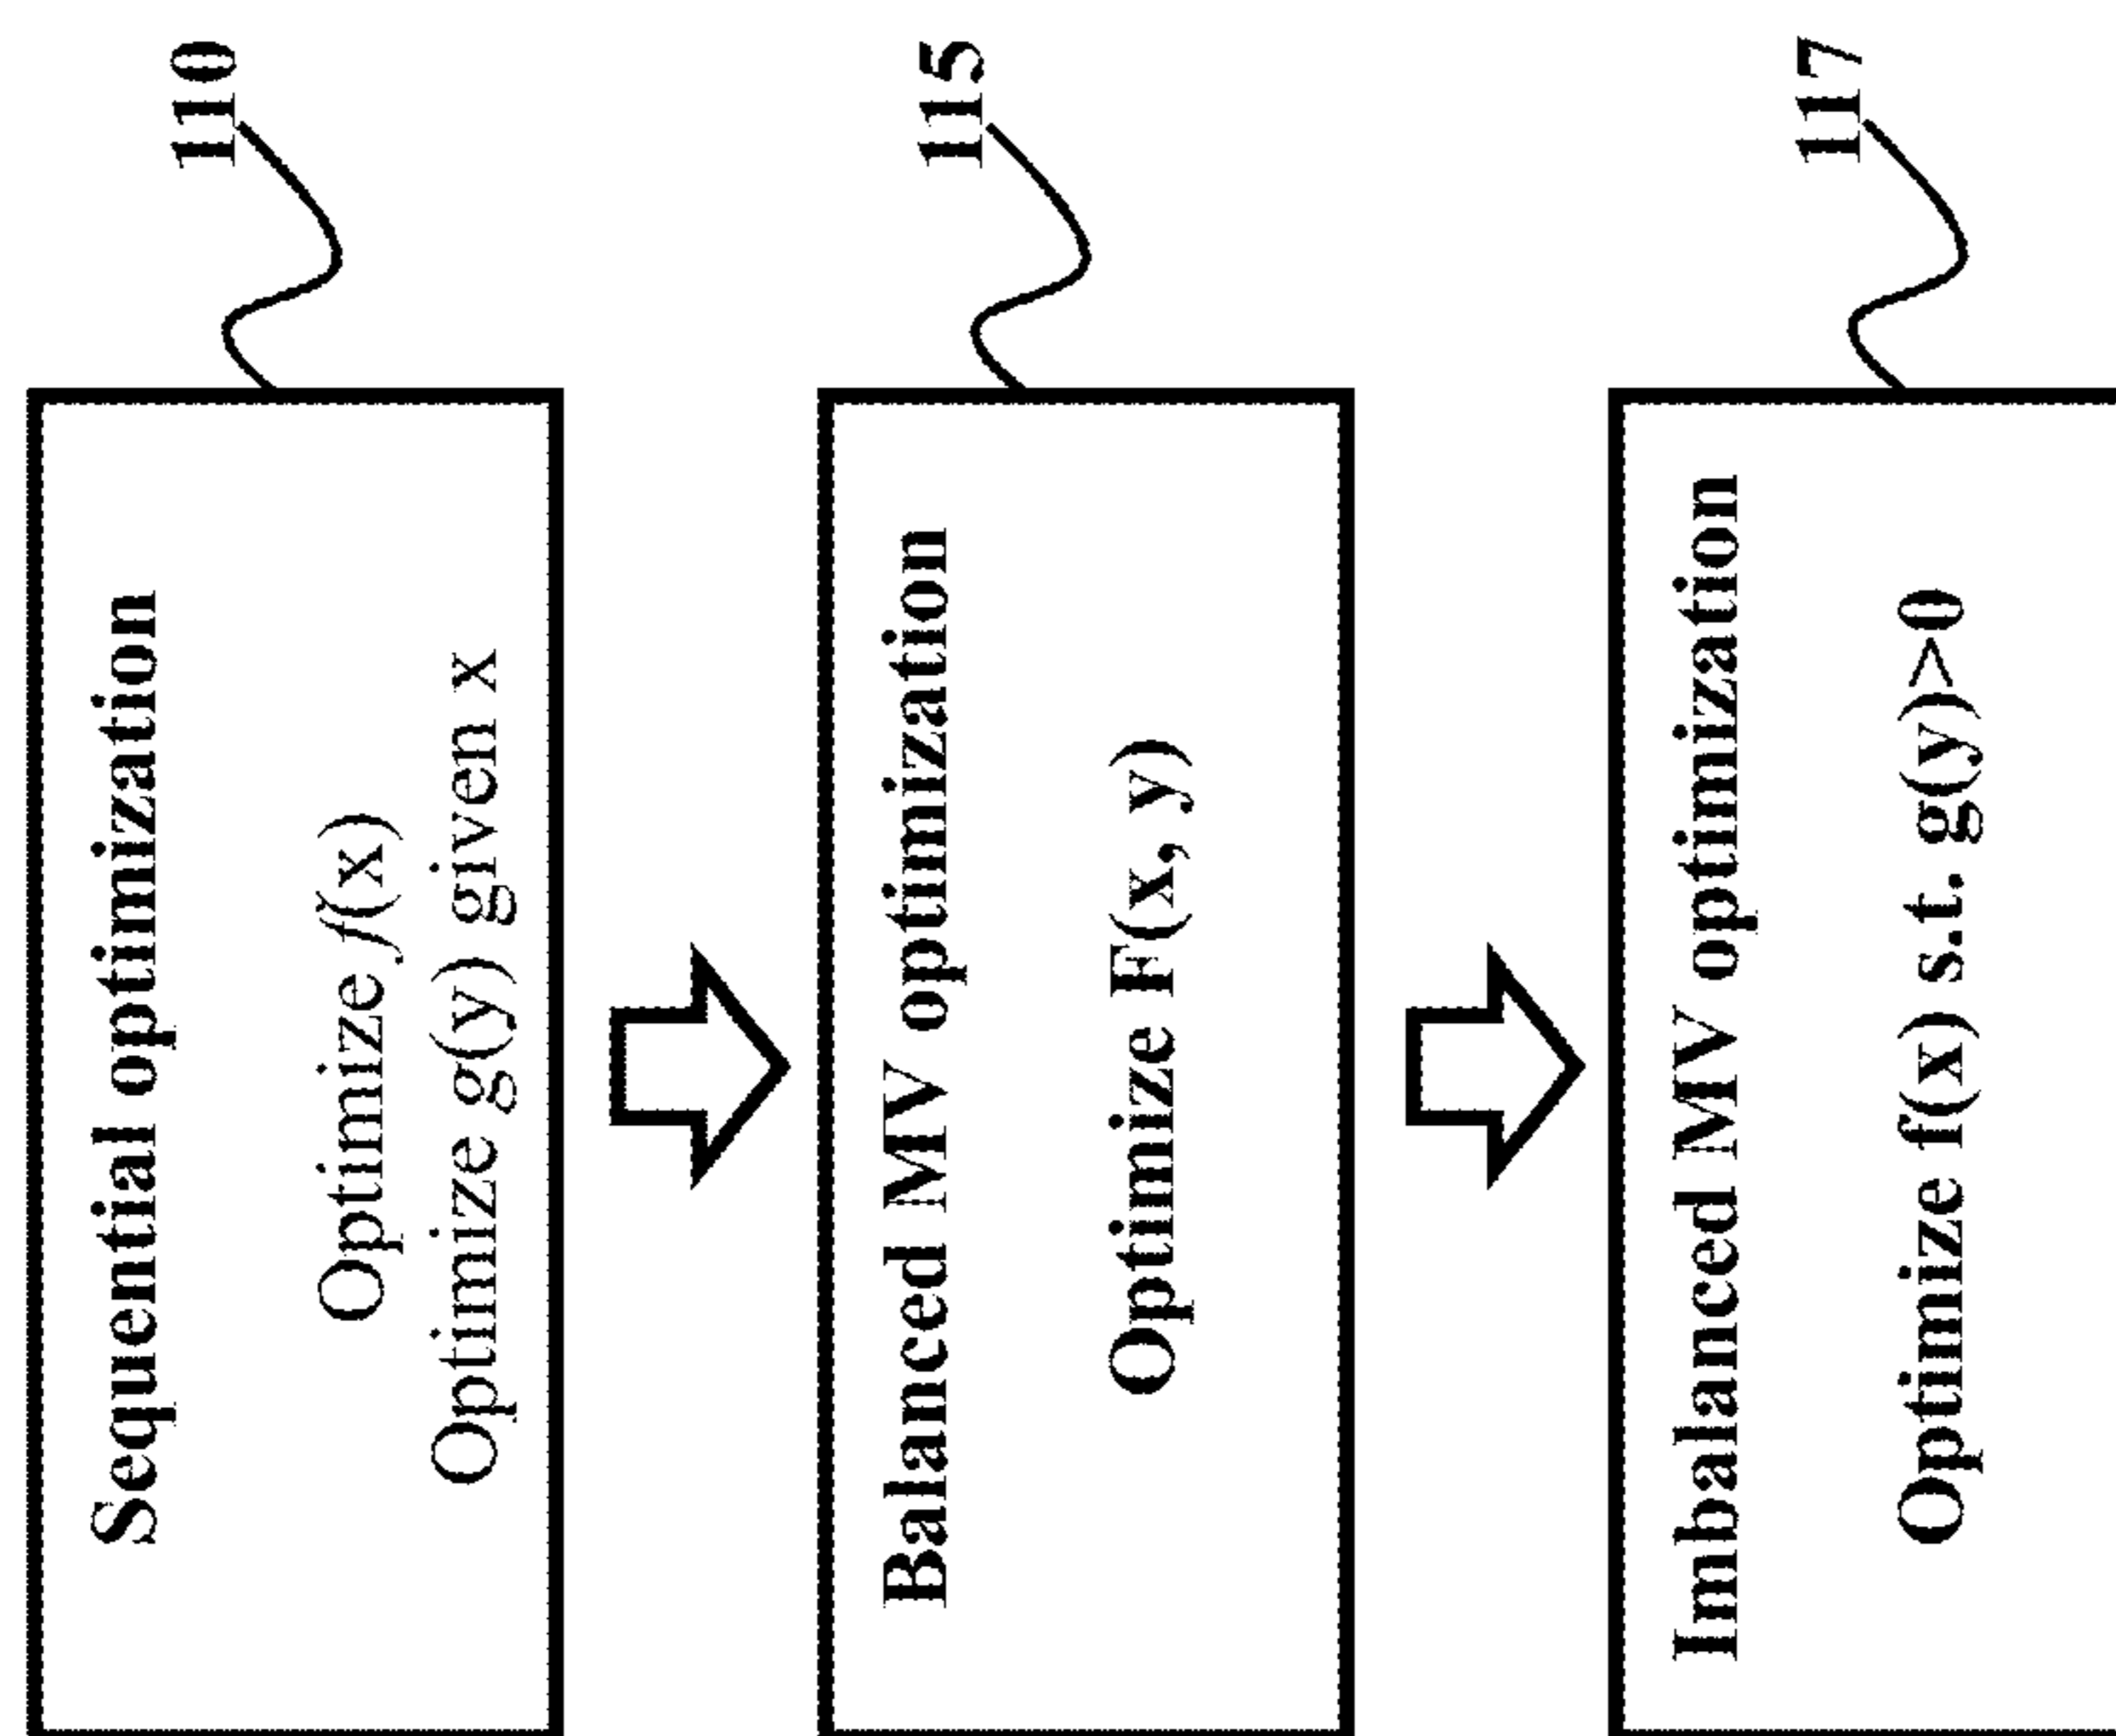 110
Sequential optimization
Optimize f(x)
Optimize g(y) given x
115
Balanced MV optimization
Optimize F(x, y)
117
Imbalanced MV optimization
Optimize f(x) s.t. g(y)>0